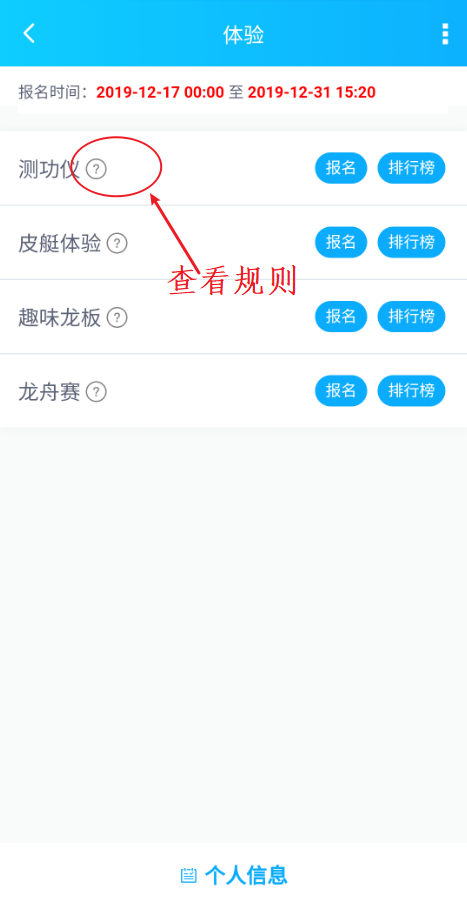 体验
报名时间：2019-12-17 00:00 至 2019-12-31 15:20
测功仪 ? 报名 排行榜
皮艇体验 ? 报名 排行榜
查看规则
趣味龙板 ? 报名 排行榜
龙舟赛 ? 报名 排行榜
个人信息